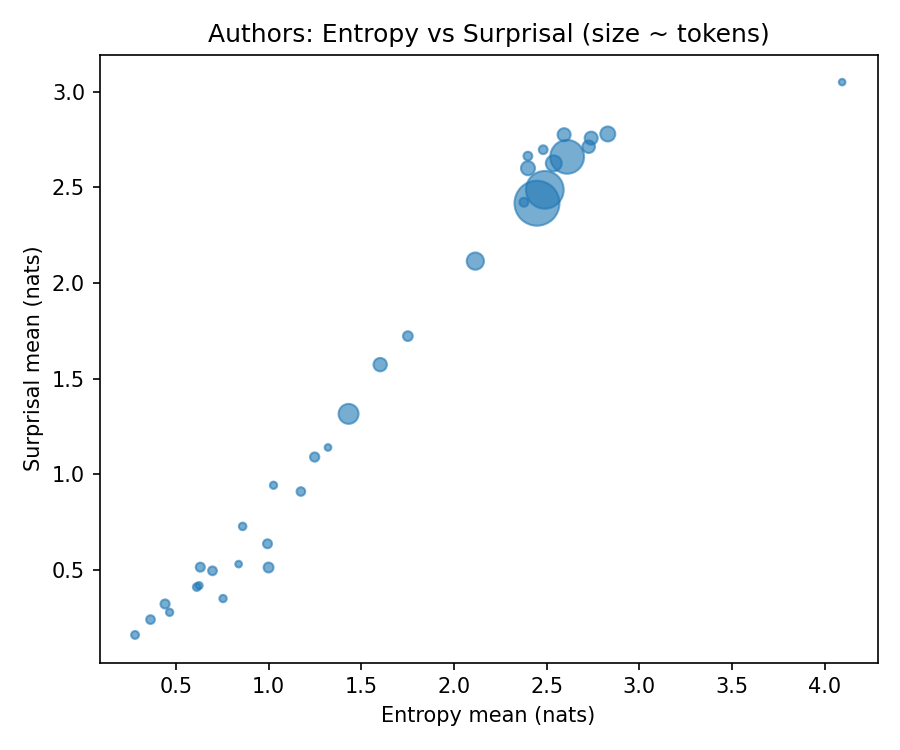 Authors: Entropy vs Surprisal (size ~ tokens)
Surprisal mean (nats)
3.0
2.5
2.0
1.5
1.0
0.5
0.5 1.0 1.5 2.0 2.5 3.0 3.5 4.0
Entropy mean (nats)